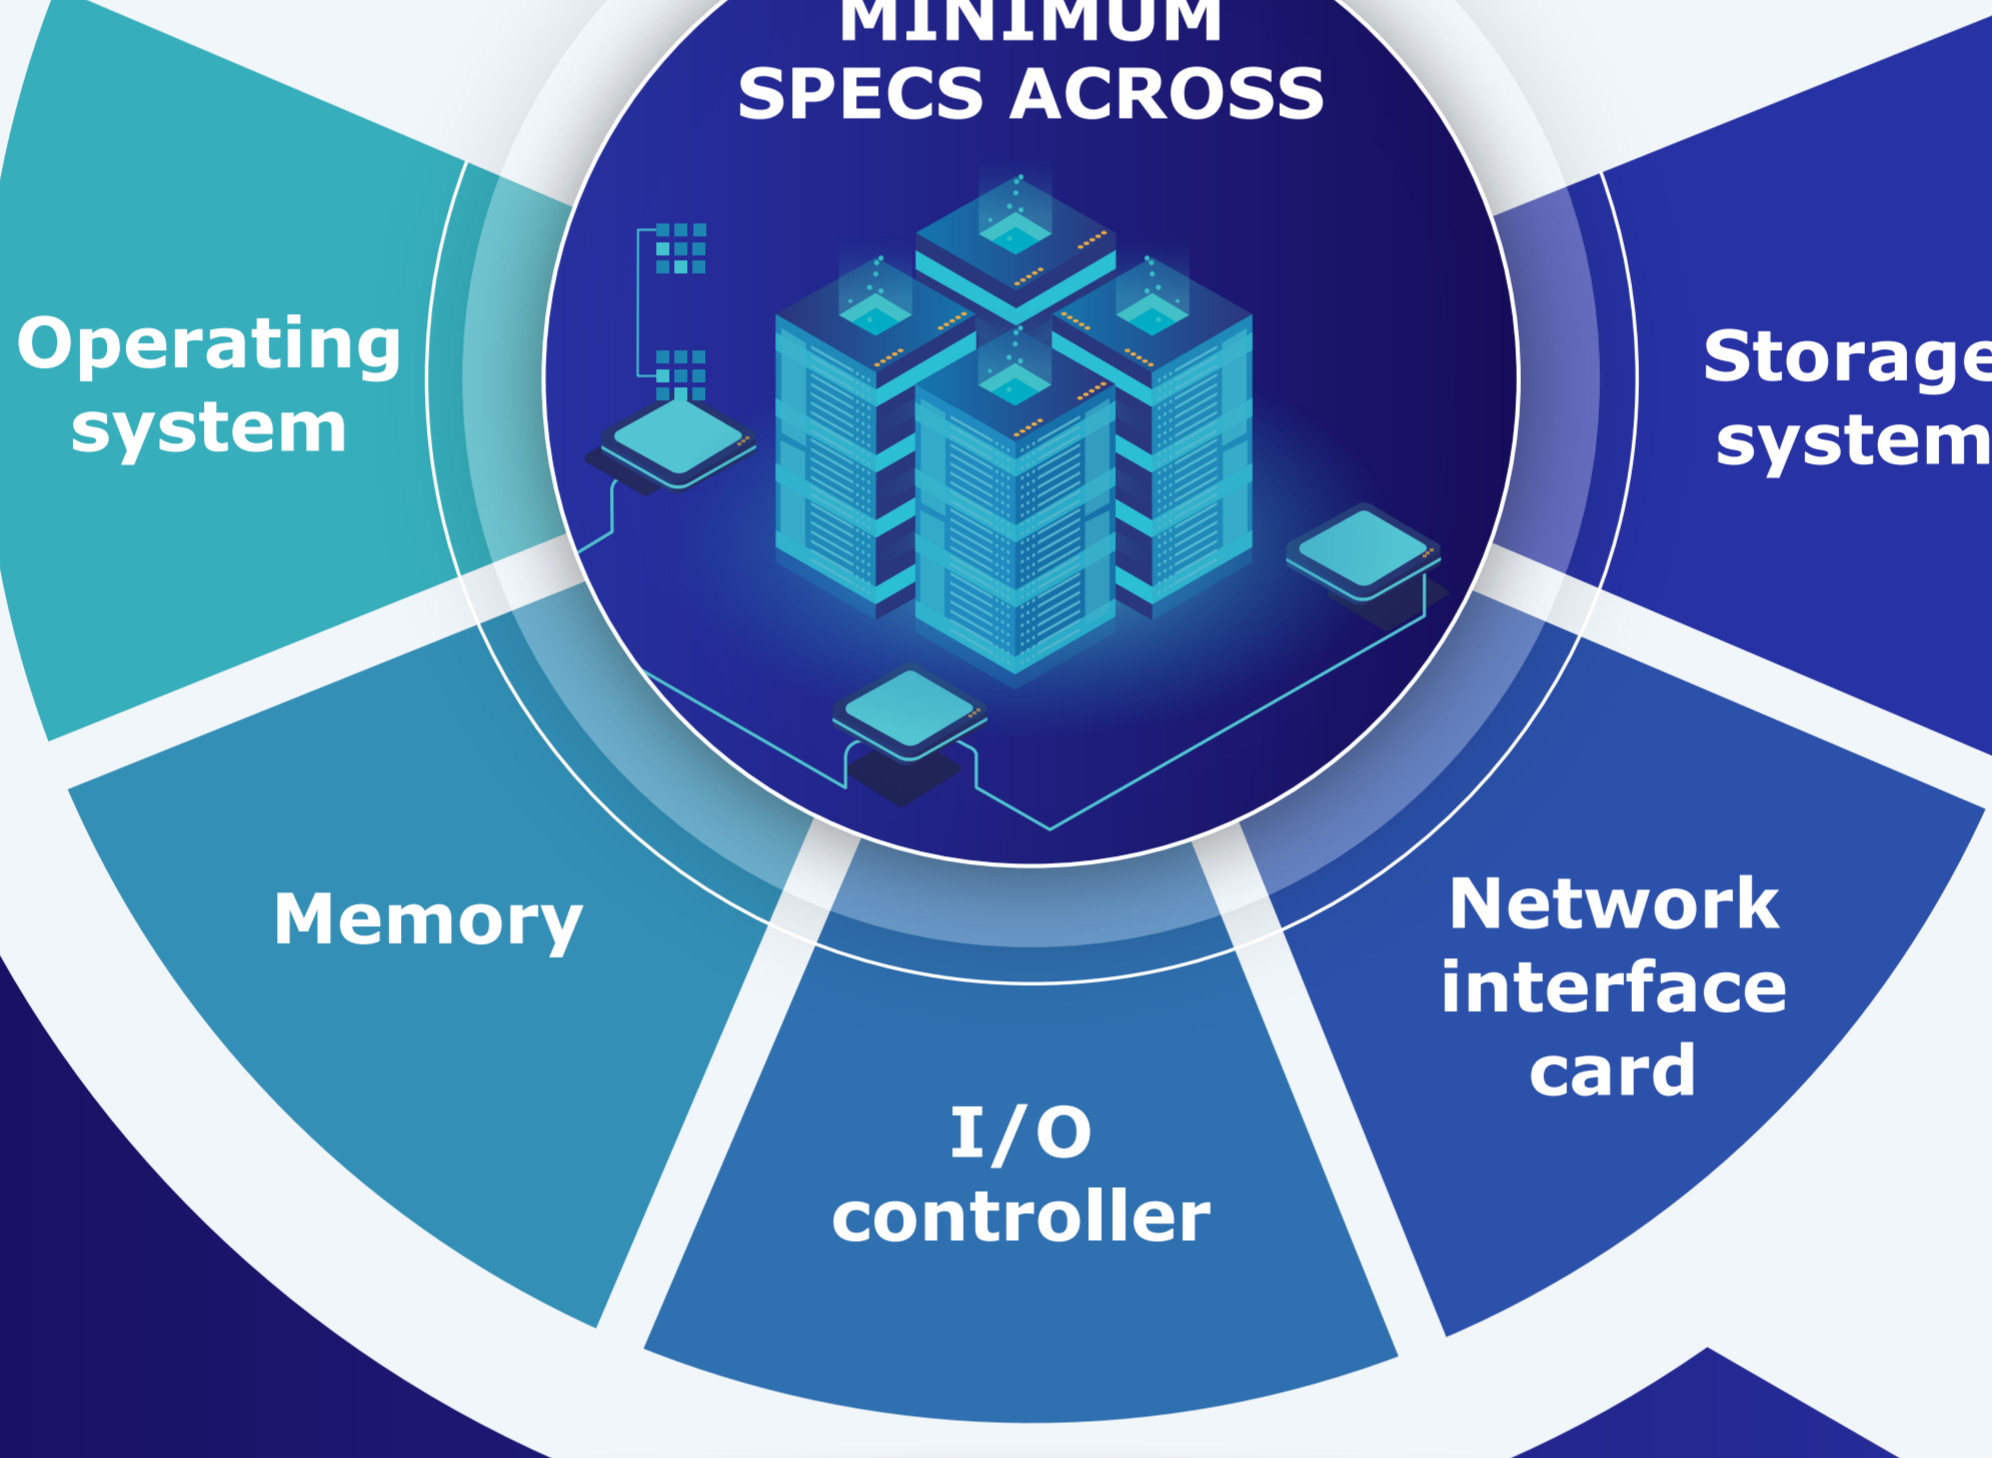 MINIMUM
SPECS ACROSS
Operating
system
Memory
I/O
controller
Network
interface
card
Storage
system